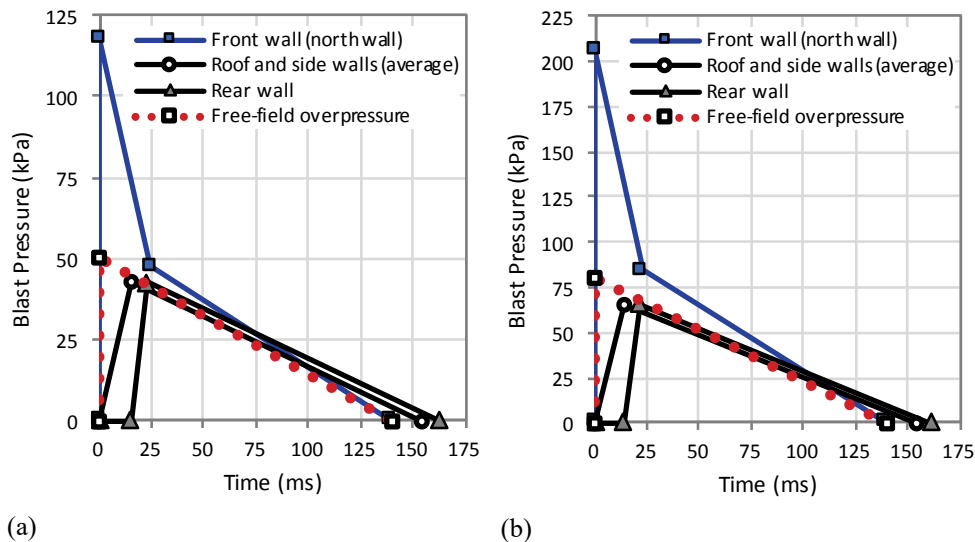 125
100
75
50
25
0
Blast Pressure (kPa)
Front wall (north wall)
Roof and side walls (average)
Rear wall
Free-field overpressure
0 25 50 75 100 125 150 175
Time (ms)
(a)
225
200
175
150
125
100
75
50
25
0
Blast Pressure (kPa)
Front wall (north wall)
Roof and side walls (average)
Rear wall
Free-field overpressure
0 25 50 75 100 125 150 175
Time (ms)
(b)